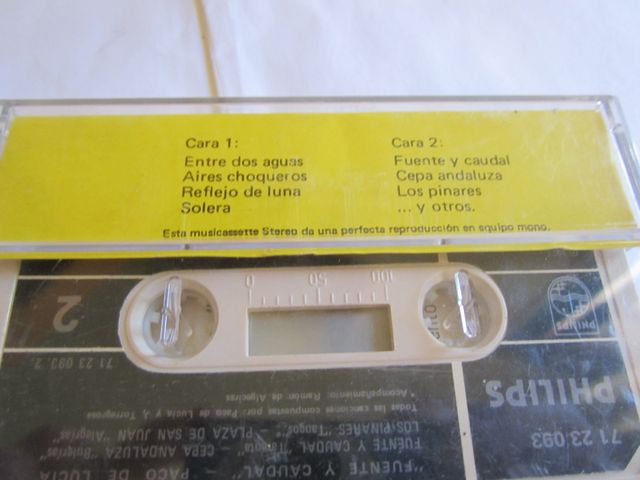 Cara 1:
Entre dos aguas
Aires choqueros
Reflejo de luna
Solera
Cara 2:
Fuente y caudal
Cepa andaluza
Los pinares
... y otros.
Esta musicassette Stereo da una perfecta reproducción en equipo mono.
0 50 100
2
71 23 093. 2.
PHILIPS
PHILIPS
71 23 093
"FUENTE Y CAUDAL" - PACO DE LUCIA
FUENTE Y CAUDAL "Taranta" - CEPA ANDALUZA "Bulerías"
LOS PINARES "Tangos" - PLAZA DE SAN JUAN "Alegrías"
Todas las canciones compuestas por: Paco de Lucía y J. Torregrosa
*Acompañamiento: Ramón de Algeciras